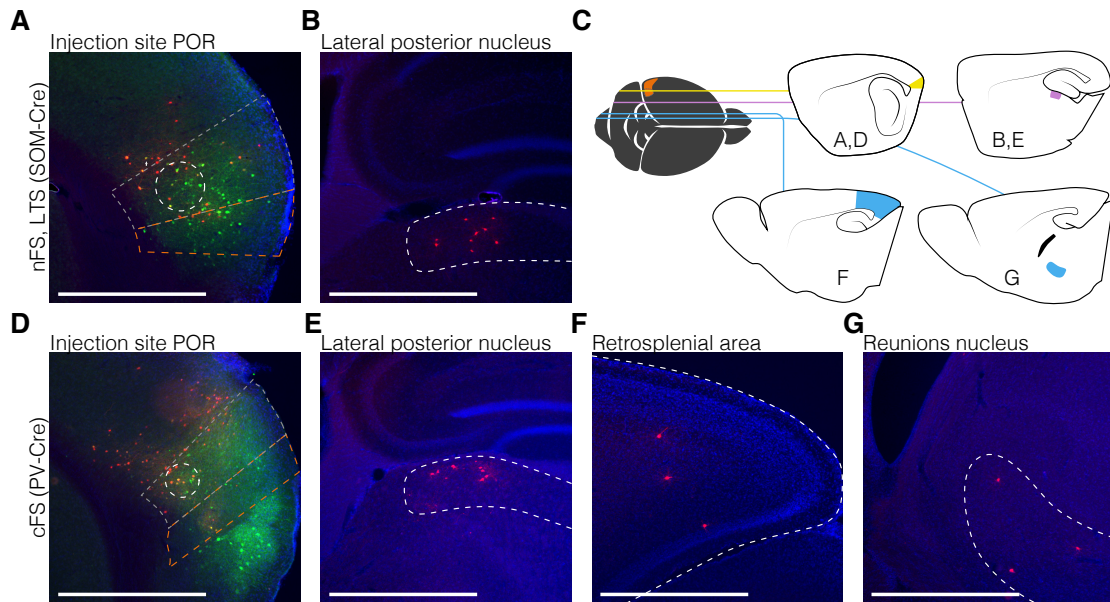 A
Injection site POR
B
Lateral posterior nucleus
C
nFS, LTS (SOM-Cre)
A,D
B,E
F
G
D
Injection site POR
E
Lateral posterior nucleus
F
Retrosplenial area
G
Reunions nucleus
cFS (PV-Cre)